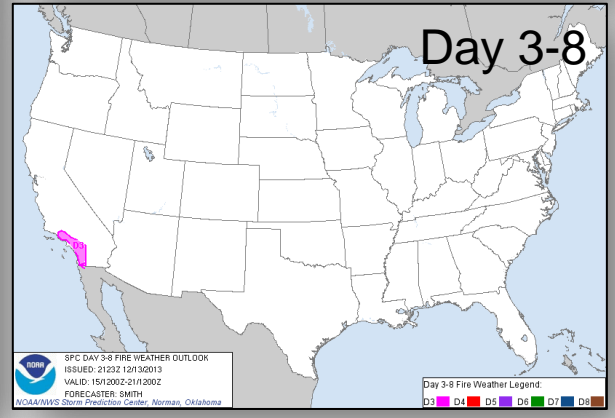 Day 3-8
D3
NOAA
SPC DAY 3-8 FIRE WEATHER OUTLOOK
ISSUED: 2123Z 12/13/2013
VALID: 15/1200Z-21/1200Z
FORECASTER: SMITH
NOAA/NWS Storm Prediction Center, Norman, Oklahoma
Day 3-8 Fire Weather Legend:
D3 D4 D5 D6 D7 D8